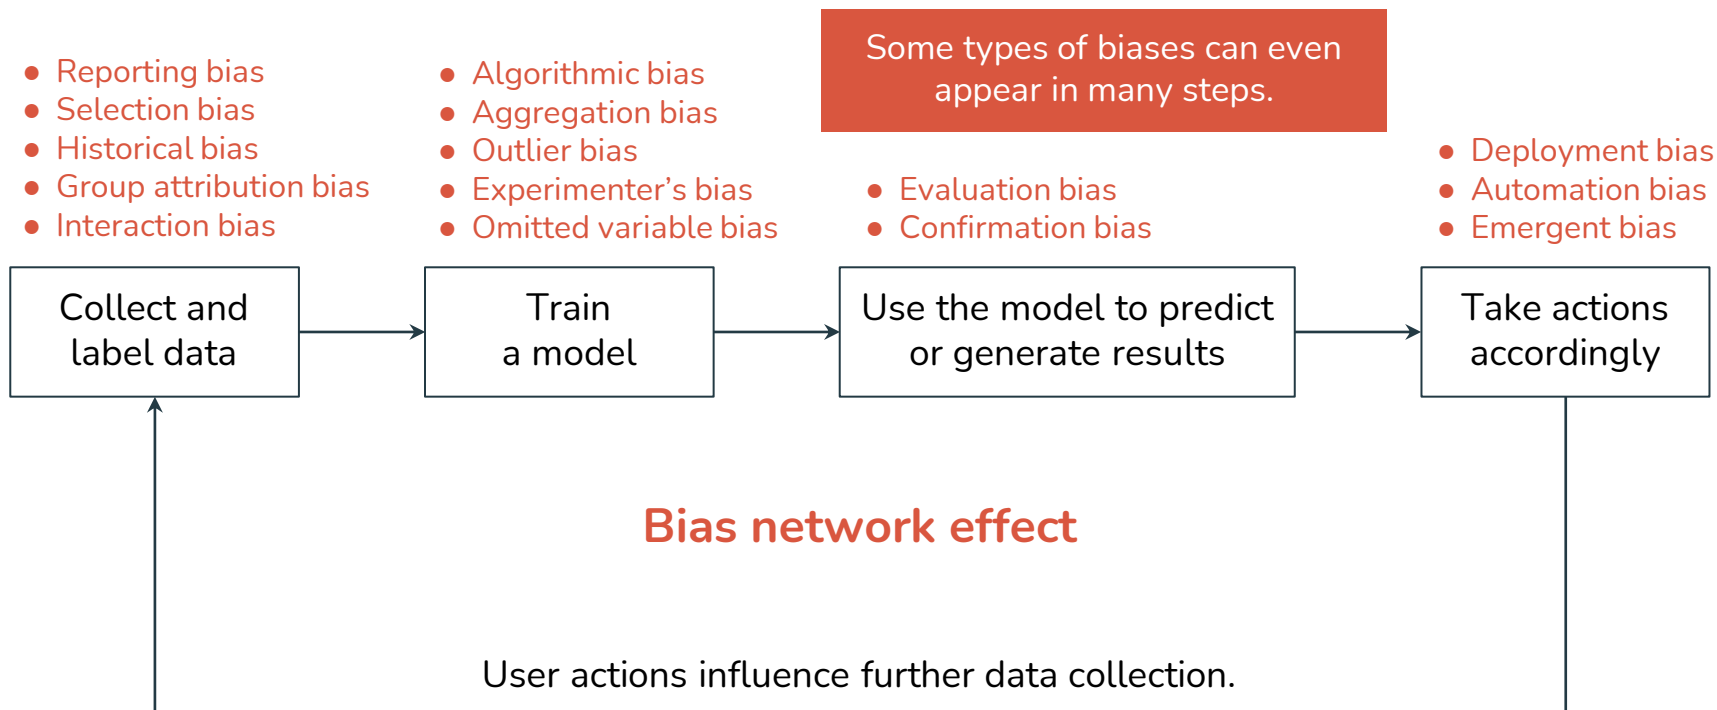 Some types of biases can even
appear in many steps.
● Reporting bias
● Selection bias
● Historical bias
● Group attribution bias
● Interaction bias
● Algorithmic bias
● Aggregation bias
● Outlier bias
● Experimenter’s bias
● Omitted variable bias
● Evaluation bias
● Confirmation bias
● Deployment bias
● Automation bias
● Emergent bias
Collect and
label data
Train
a model
Use the model to predict
or generate results
Take actions
accordingly
Bias network effect
User actions influence further data collection.